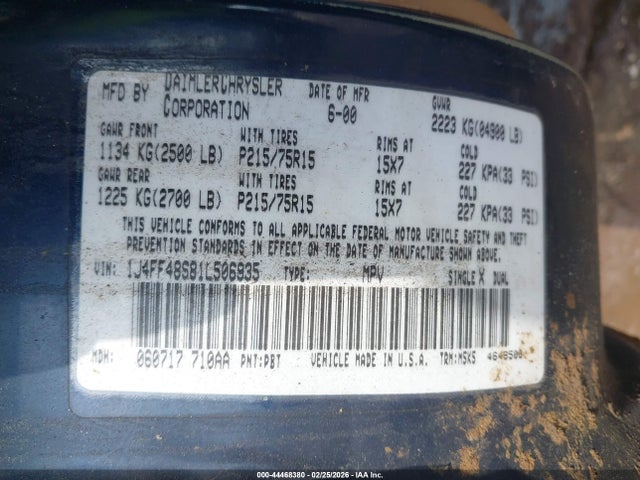 MFD BY DAIMLERCHRYSLER CORPORATION DATE OF MFR 6-00 GVWR 2223 KG(04900 LB)
GAWR FRONT WITH TIRES RIMS AT COLD
1134 KG(2500 LB) P215/75R15 15X7 227 KPA(33 PSI)
GAWR REAR WITH TIRES RIMS AT COLD
1225 KG(2700 LB) P215/75R15 15X7 227 KPA(33 PSI)
THIS VEHICLE CONFORMS TO ALL APPLICABLE FEDERAL MOTOR VEHICLE SAFETY AND THEFT
PREVENTION STANDARDS IN EFFECT ON THE DATE OF MANUFACTURE SHOWN ABOVE.
VIN: 1J4FF48S81L506935 TYPE: MPV SINGLE X DUAL
MDH: 060717 710AA PNT:PBT VEHICLE MADE IN U.S.A. TRM:MSK5
000-44468380 - 02/25/2026 - IAA Inc.